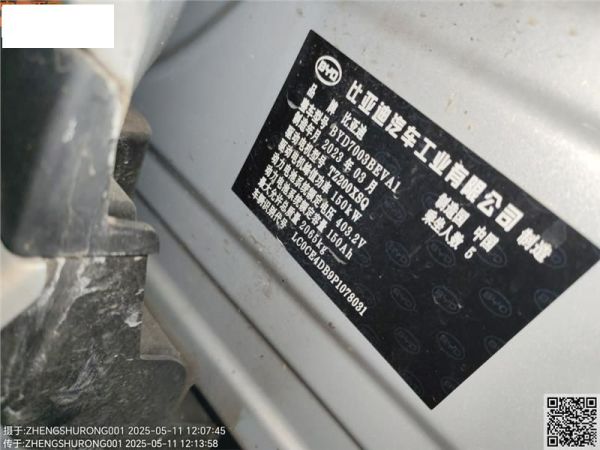 BYD
比亚迪汽车工业有限公司 制造
品 牌 比亚迪 制造国 中国
整车型号 BYD7003BEVA1 乘坐人数 5
制造年月 2023 年 03 月
驱动电机型号 TZ200XSQ
驱动电机峰值功率 150kW
动力电池系统额定电压 403.2V
动力电池系统额定容量 150Ah
最大允许总质量 2065kg
车辆识别代号 LC0CE4DB9P1078031
摄于:ZHENGSHURONG001 2025-05-11 12:07:45
传于:ZHENGSHURONG001 2025-05-11 12:13:58